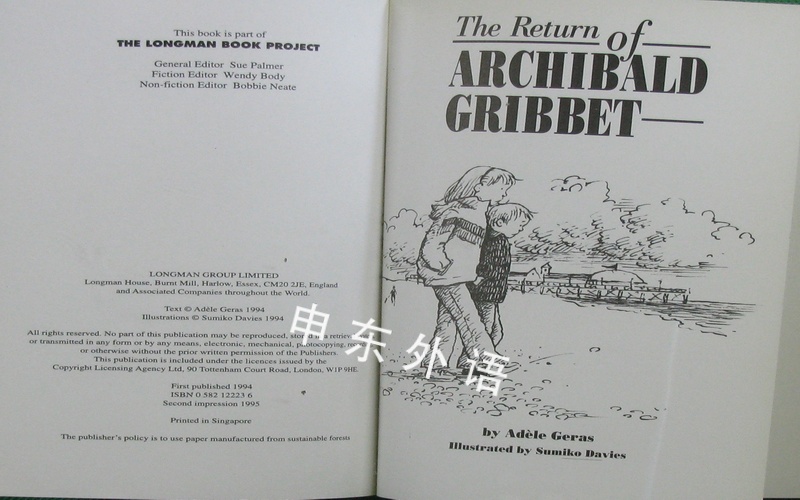 This book is part of
THE LONGMAN BOOK PROJECT
General Editor Sue Palmer
Fiction Editor Wendy Body
Non-fiction Editor Bobbie Neate
LONGMAN GROUP LIMITED
Longman House, Burnt Mill, Harlow, Essex, CM20 2JE, England
and Associated Companies throughout the World.
Text © Adèle Geras 1994
Illustrations © Sumiko Davies 1994
All rights reserved. No part of this publication may be reproduced, stored in a
or transmitted in any form or by any means, electronic, mechanical, photocopying,
or otherwise without the prior written permission of the Publishers.
This publication is included under the licences issued by the
Copyright Licensing Agency Ltd, 90 Tottenham Court Road, London, W1P 9HE.
First published 1994
ISBN 0 582 12223 6
Second impression 1995
Printed in Singapore
The publisher's policy is to use paper manufactured from sustainable forests
The Return of
ARCHIBALD
GRIBBET
by Adèle Geras
Illustrated by Sumiko Davies
电东外语